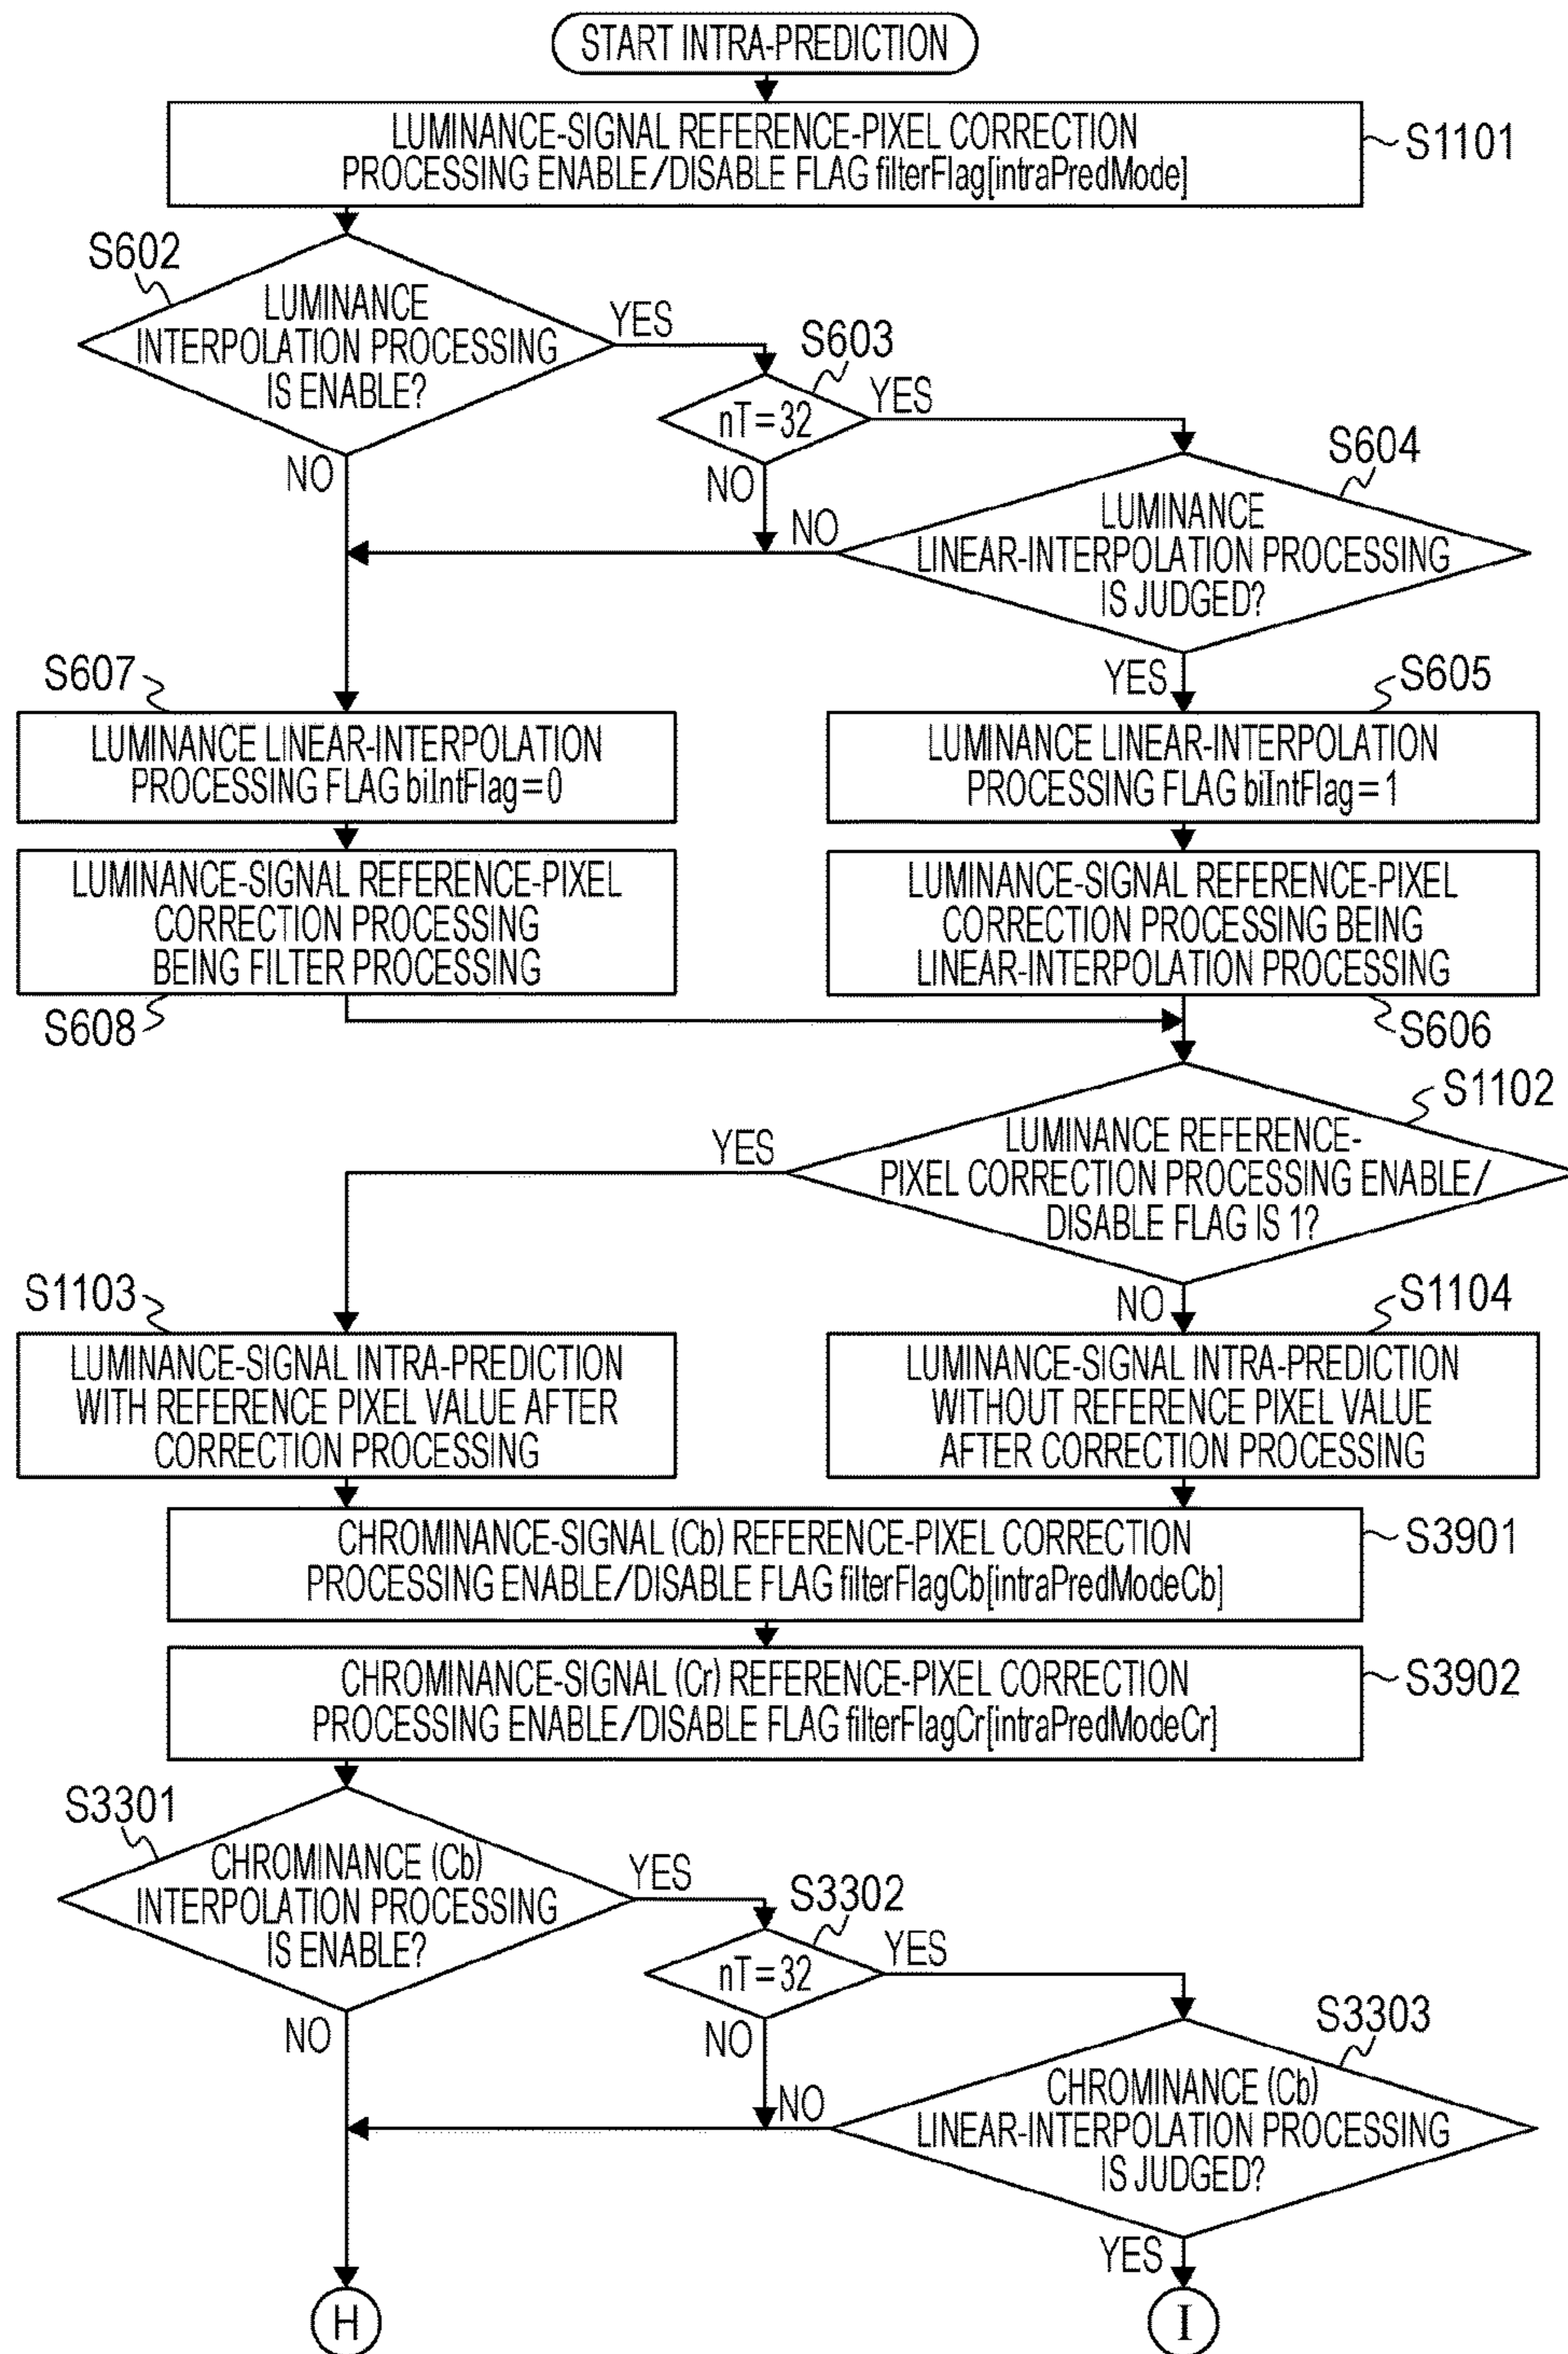 START INTRA-PREDICTION
LUMINANCE-SIGNAL REFERENCE-PIXEL CORRECTION
PROCESSING ENABLE/DISABLE FLAG filterFlag[intraPredMode]
S1101
S602
LUMINANCE
INTERPOLATION PROCESSING
IS ENABLE?
YES
NO
S603
nT=32
YES
NO
S604
LUMINANCE
LINEAR-INTERPOLATION PROCESSING
IS JUDGED?
NO
YES
S607
LUMINANCE LINEAR-INTERPOLATION
PROCESSING FLAG biIntFlag=0
S605
LUMINANCE LINEAR-INTERPOLATION
PROCESSING FLAG biIntFlag=1
LUMINANCE-SIGNAL REFERENCE-PIXEL
CORRECTION PROCESSING
BEING FILTER PROCESSING
S608
LUMINANCE-SIGNAL REFERENCE-PIXEL
CORRECTION PROCESSING BEING
LINEAR-INTERPOLATION PROCESSING
S606
S1102
LUMINANCE REFERENCE-
PIXEL CORRECTION PROCESSING ENABLE/
DISABLE FLAG IS 1?
YES
NO
S1103
LUMINANCE-SIGNAL INTRA-PREDICTION
WITH REFERENCE PIXEL VALUE AFTER
CORRECTION PROCESSING
S1104
LUMINANCE-SIGNAL INTRA-PREDICTION
WITHOUT REFERENCE PIXEL VALUE
AFTER CORRECTION PROCESSING
CHROMINANCE-SIGNAL (Cb) REFERENCE-PIXEL CORRECTION
PROCESSING ENABLE/DISABLE FLAG filterFlagCb[intraPredModeCb]
S3901
CHROMINANCE-SIGNAL (Cr) REFERENCE-PIXEL CORRECTION
PROCESSING ENABLE/DISABLE FLAG filterFlagCr[intraPredModeCr]
S3902
S3301
CHROMINANCE (Cb)
INTERPOLATION PROCESSING
IS ENABLE?
YES
NO
S3302
nT=32
YES
NO
S3303
CHROMINANCE (Cb)
LINEAR-INTERPOLATION PROCESSING
IS JUDGED?
NO
YES
H
I